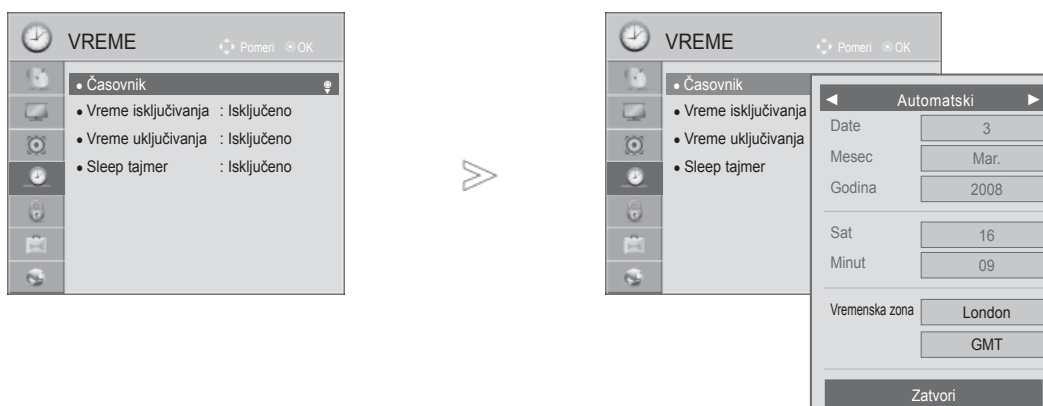 VREME
Pomeri OK
• Časovnik
• Vreme isključivanja : Isključeno
• Vreme uključivanja : Isključeno
• Sleep tajmer : Isključeno
VREME
Pomeri OK
• Časovnik
• Vreme isključivanja
• Vreme uključivanja
• Sleep tajmer
◄ Automatski ►
Date 3
Mesec Mar.
Godina 2008
Sat 16
Minut 09
Vremenska zona London
GMT
Zatvori